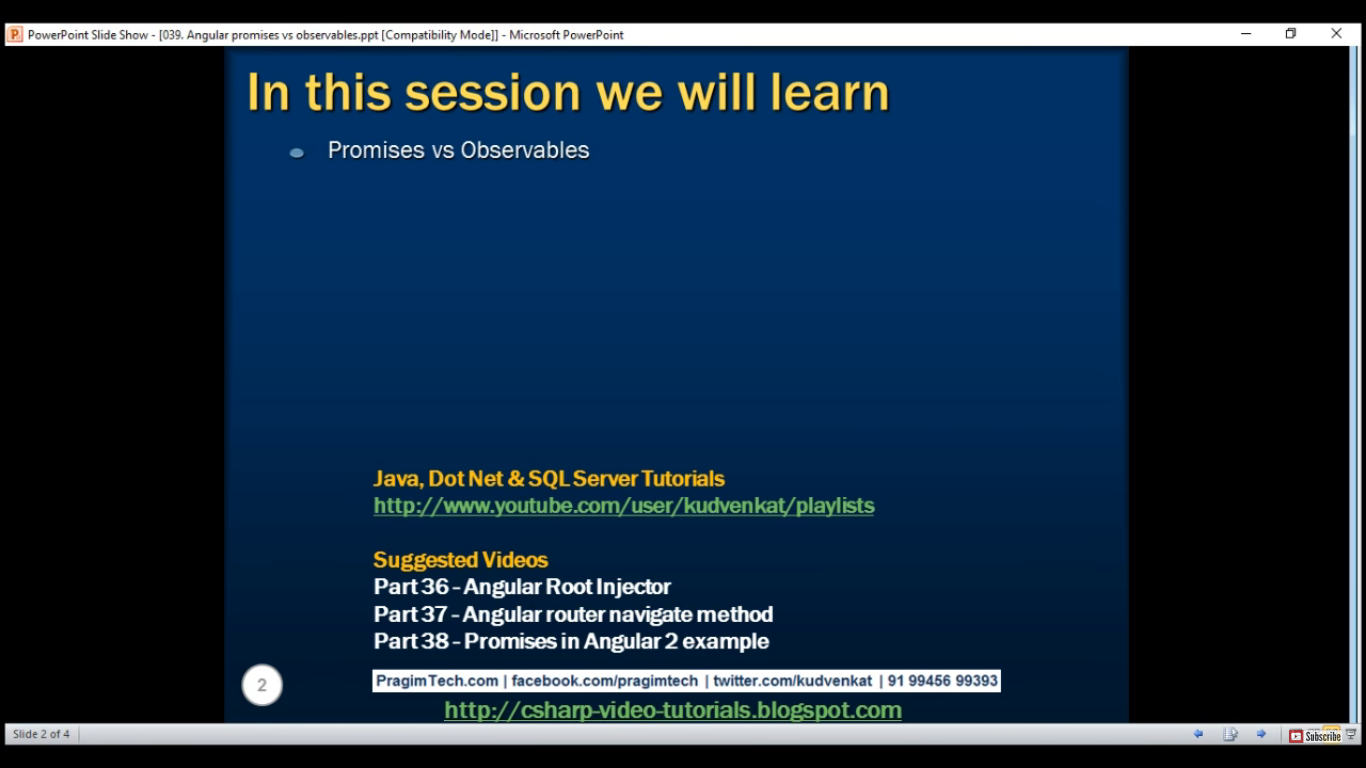 PowerPoint Slide Show - [039. Angular promises vs observables.ppt [Compatibility Mode]] - Microsoft PowerPoint
In this session we will learn
Promises vs Observables
Java, Dot Net & SQL Server Tutorials
http://www.youtube.com/user/kudvenkat/playlists
Suggested Videos
Part 36 - Angular Root Injector
Part 37 - Angular router navigate method
Part 38 - Promises in Angular 2 example
2
PragimTech.com | facebook.com/pragimtech | twitter.com/kudvenkat | 91 99456 99393
http://csharp-video-tutorials.blogspot.com
Slide 2 of 4
Subscribe